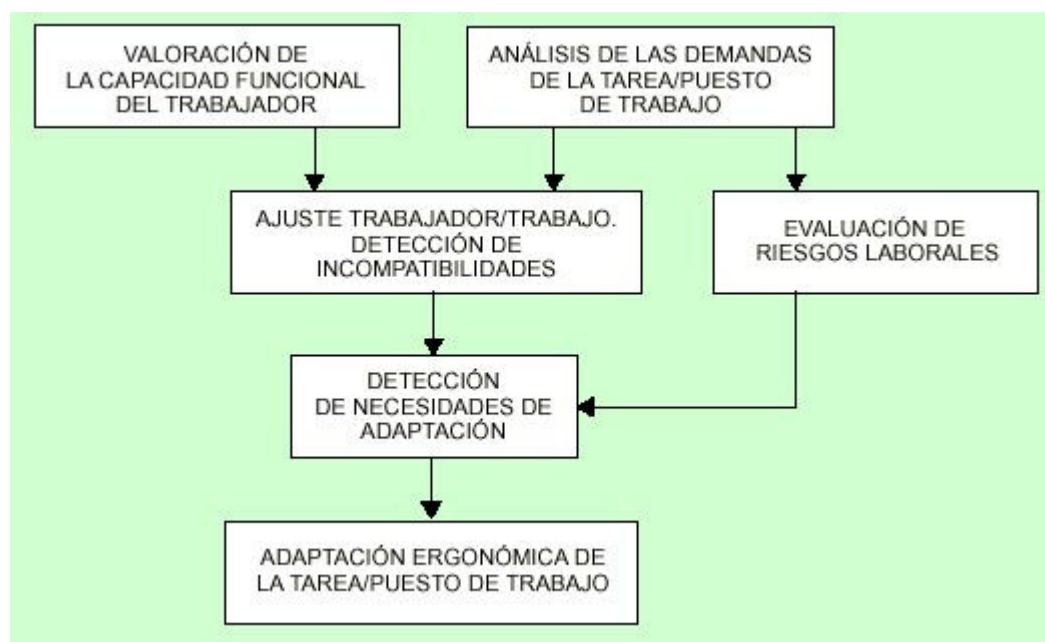 VALORACIÓN DE
LA CAPACIDAD FUNCIONAL
DEL TRABAJADOR
ANÁLISIS DE LAS DEMANDAS
DE LA TAREA/PUESTO
DE TRABAJO
AJUSTE TRABAJADOR/TRABAJO.
DETECCIÓN DE
INCOMPATIBILIDADES
EVALUACIÓN DE
RIESGOS LABORALES
DETECCIÓN
DE NECESIDADES DE
ADAPTACIÓN
ADAPTACIÓN ERGONÓMICA DE
LA TAREA/PUESTO DE TRABAJO